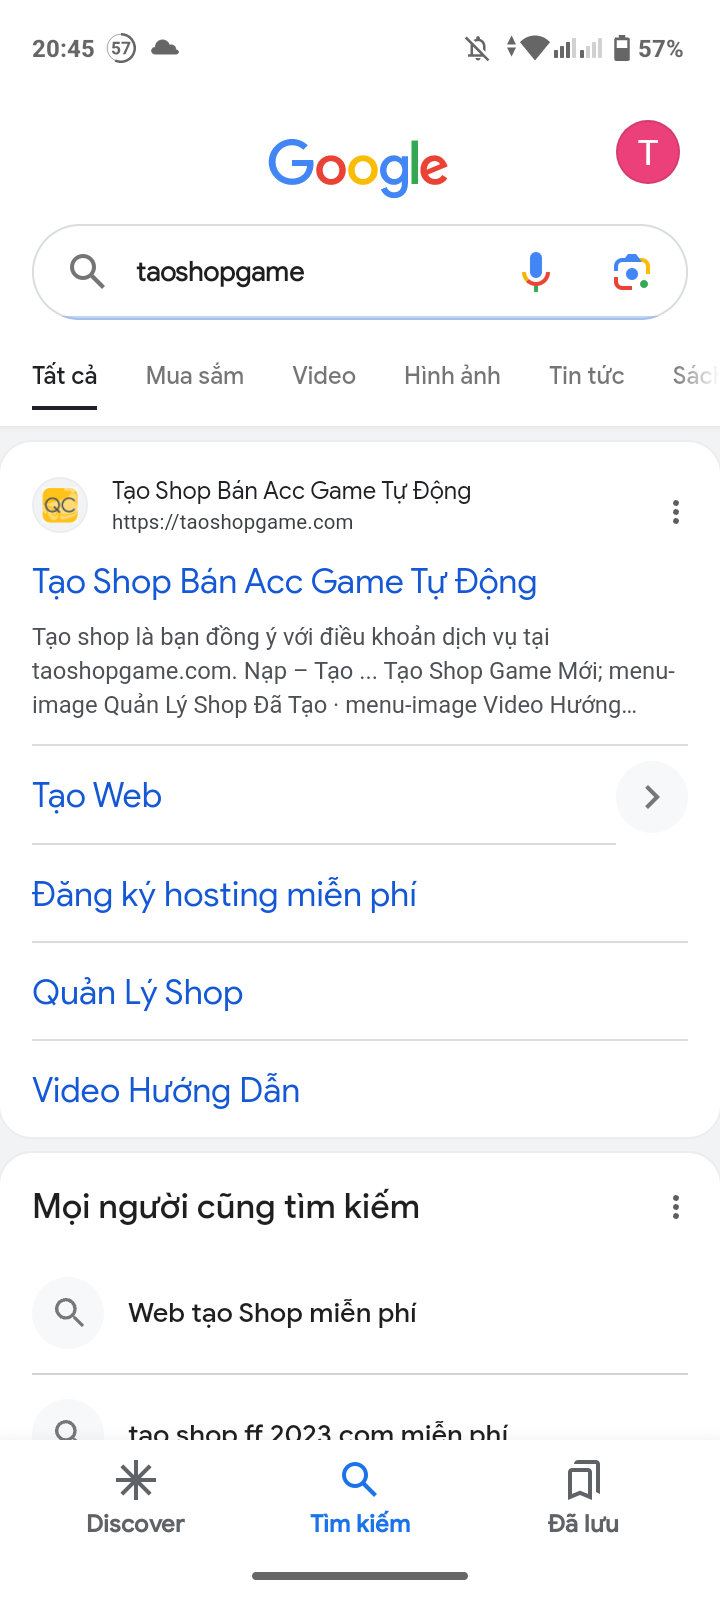 20:45 57 57%
Google
T
taoshopgame
Tất cả Mua sắm Video Hình ảnh Tin tức Sách
QC
Tạo Shop Bán Acc Game Tự Động
https://taoshopgame.com
Tạo Shop Bán Acc Game Tự Động
Tạo shop là bạn đồng ý với điều khoản dịch vụ tại
taoshopgame.com. Nạp – Tạo ... Tạo Shop Game Mới; menu-
image Quản Lý Shop Đã Tạo · menu-image Video Hướng...
Tạo Web
Đăng ký hosting miễn phí
Quản Lý Shop
Video Hướng Dẫn
Mọi người cũng tìm kiếm
Web tạo Shop miễn phí
tạo shop ff 2023 com miễn phí
Discover Tìm kiếm Đã lưu